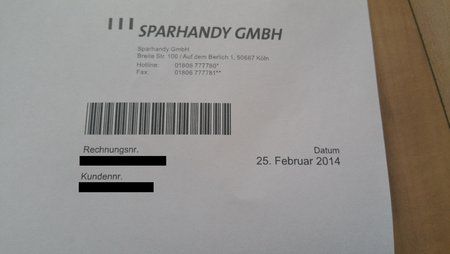 SPARHANDY GMBH
Sparhandy GmbH
Breite Str. 100 / Auf dem Berlich 1, 50667 Köln
Hotline: 01806 777780*
Fax: 01806 777781**
Rechnungsnr.
Datum
25. Februar 2014
Kundennr.